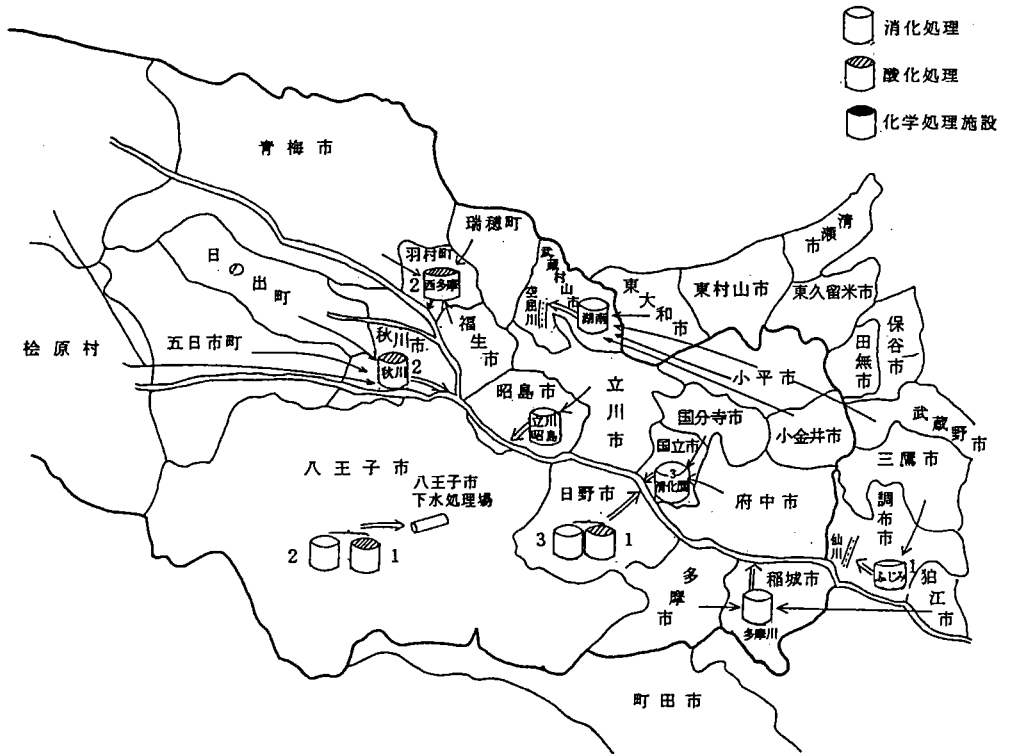 消化処理
酸化処理
化学処理施設
青梅市
瑞穂町
羽村町
2
西多摩
武蔵村山市
空堀川
湖南
東大和市
東村山市
清瀬市
東久留米市
保谷市
田無市
日の出町
福生市
秋川市
秋川
2
桧原村
五日市町
昭島市
立川昭島
立川市
小平市
国分寺市
小金井市
武蔵野市
国立市
3
清化園
三鷹市
府中市
調布市
仙川
ふじみ
1
狛江市
八王子市
八王子市
下水処理場
2
1
日野市
3
1
多摩市
稲城市
多摩川
町田市